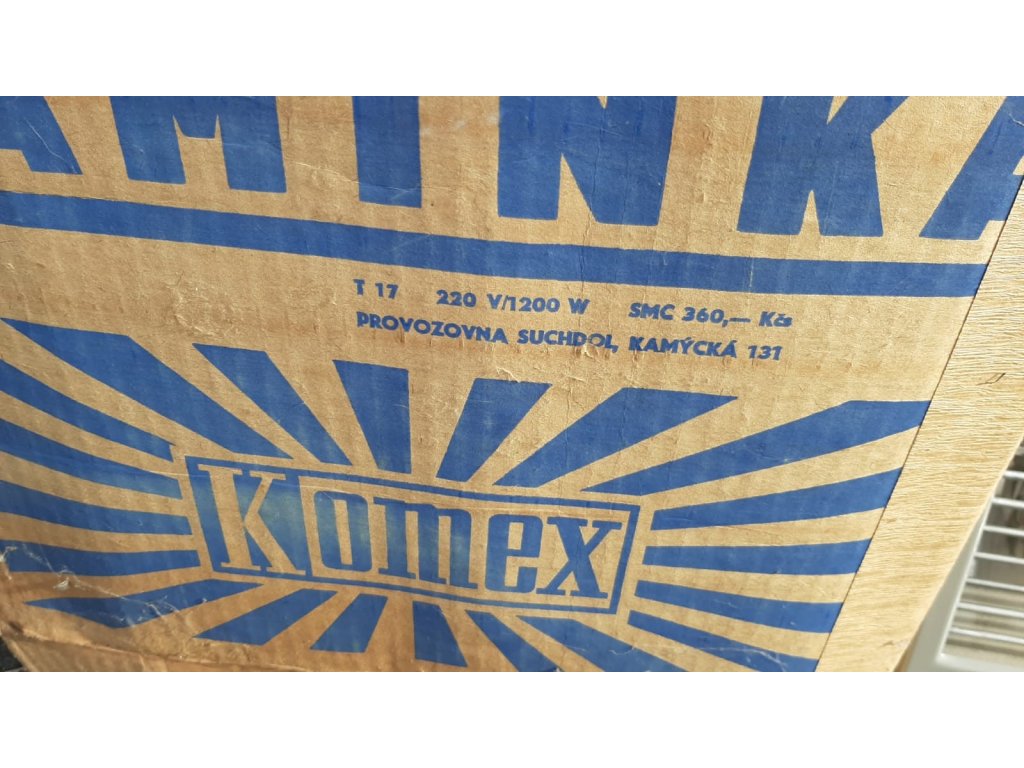 AMINKA
T 17 220 V/1200 W SMC 360,— Kčs
PROVOZOVNA SUCHDOL, KAMÝCKÁ 131
Komex